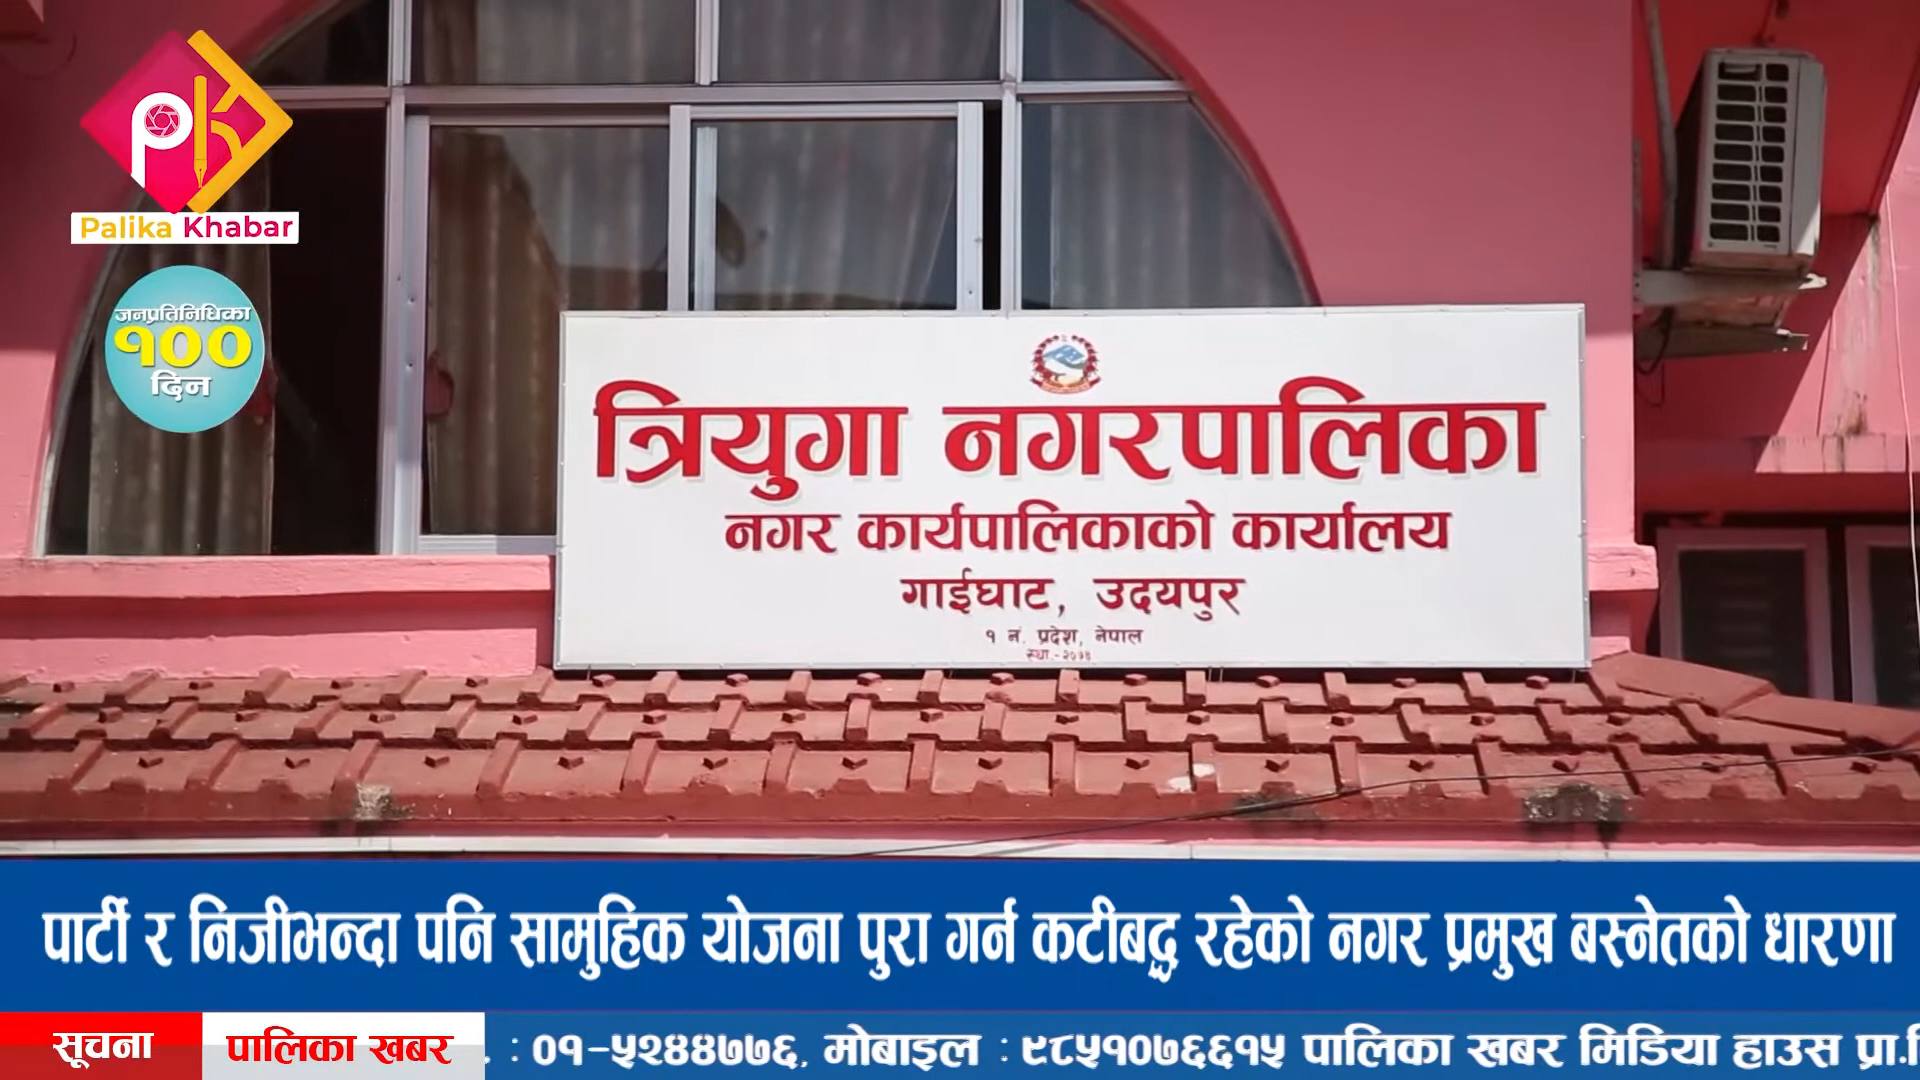 Palika Khabar
जनप्रतिनिधिका
१००
दिन
त्रियुगा नगरपालिका
नगर कार्यपालिकाको कार्यालय
गाईघाट, उदयपुर
१ नं. प्रदेश, नेपाल
पार्टी र निजीभन्दा पनि सामुहिक योजना पुरा गर्न कटीबद्ध रहेको नगर प्रमुख बस्नेतको धारणा
सूचना
पालिका खबर
. : ०१-५२४४७७६, मोबाइल : ९८५१०७६६१५ पालिका खबर मिडिया हाउस प्रा.